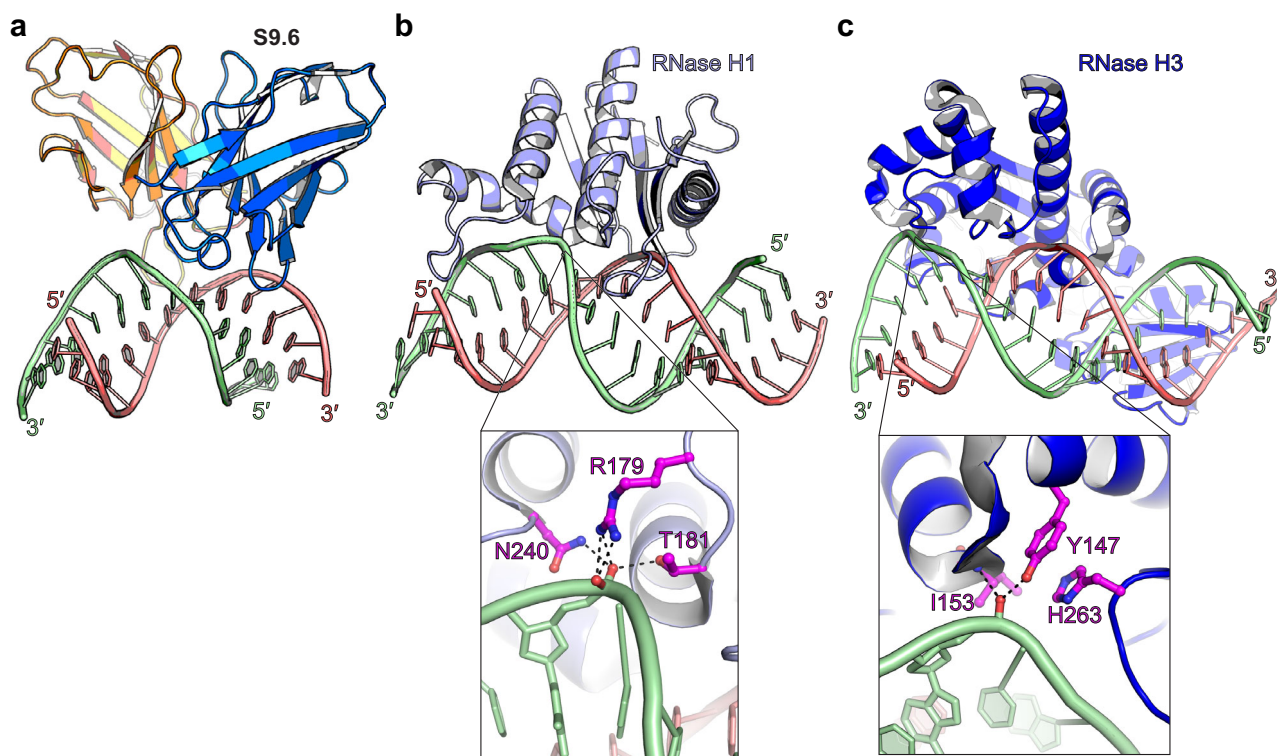 a
S9.6
5′
3′
5′
3′
b
RNase H1
5′
3′
5′
3′
R179
N240
T181
c
RNase H3
5′
3′
3′
5′
Y147
I153
H263